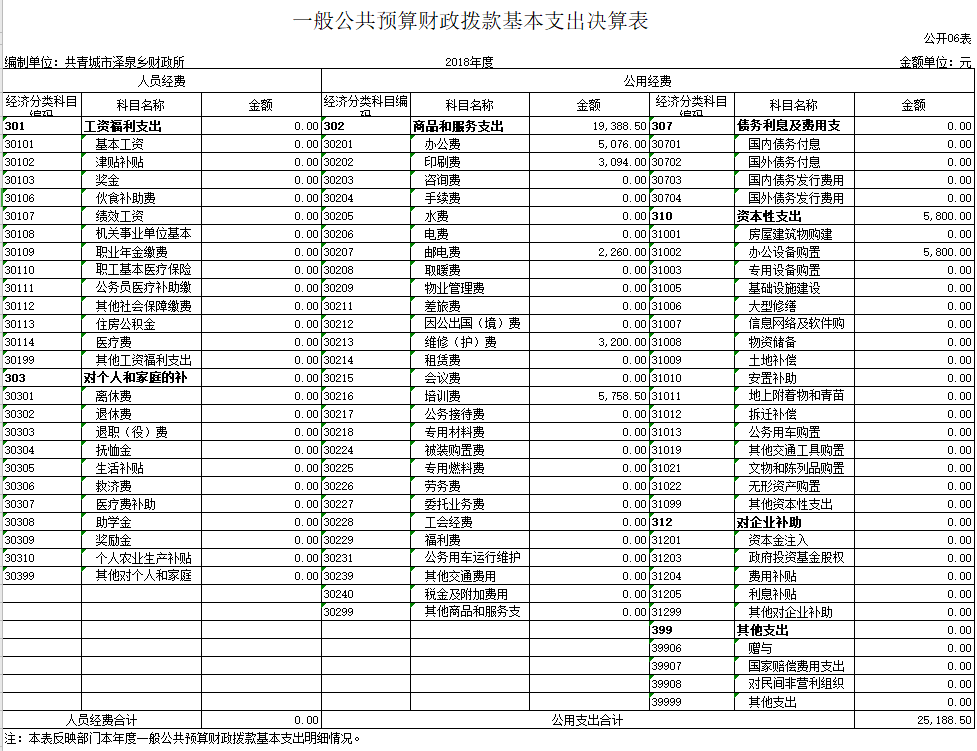 一般公共预算财政拨款基本支出决算表
公开06表
编制单位：共青城市泽泉乡财政所 2018年度 金额单位：元
人员经费 公用经费
经济分类科目编码 科目名称 金额 经济分类科目编码 科目名称 金额 经济分类科目编码 科目名称 金额
301 工资福利支出 0.00 302 商品和服务支出 19,388.50 307 债务利息及费用支 0.00
30101 基本工资 0.00 30201 办公费 5,076.00 30701 国内债务付息 0.00
30102 津贴补贴 0.00 30202 印刷费 3,094.00 30702 国外债务付息 0.00
30103 奖金 0.00 30203 咨询费 0.00 30703 国内债务发行费用 0.00
30106 伙食补助费 0.00 30204 手续费 0.00 30704 国外债务发行费用 0.00
30107 绩效工资 0.00 30205 水费 0.00 310 资本性支出 5,800.00
30108 机关事业单位基本 0.00 30206 电费 0.00 31001 房屋建筑物购建 0.00
30109 职业年金缴费 0.00 30207 邮电费 2,260.00 31002 办公设备购置 5,800.00
30110 职工基本医疗保险 0.00 30208 取暖费 0.00 31003 专用设备购置 0.00
30111 公务员医疗补助缴 0.00 30209 物业管理费 0.00 31005 基础设施建设 0.00
30112 其他社会保障缴费 0.00 30211 差旅费 0.00 31006 大型修缮 0.00
30113 住房公积金 0.00 30212 因公出国（境）费 0.00 31007 信息网络及软件购 0.00
30114 医疗费 0.00 30213 维修（护）费 3,200.00 31008 物资储备 0.00
30199 其他工资福利支出 0.00 30214 租赁费 0.00 31009 土地补偿 0.00
303 对个人和家庭的补 0.00 30215 会议费 0.00 31010 安置补助 0.00
30301 离休费 0.00 30216 培训费 5,758.50 31011 地上附着物和青苗 0.00
30302 退休费 0.00 30217 公务接待费 0.00 31012 拆迁补偿 0.00
30303 退职（役）费 0.00 30218 专用材料费 0.00 31013 公务用车购置 0.00
30304 抚恤金 0.00 30224 被装购置费 0.00 31019 其他交通工具购置 0.00
30305 生活补贴 0.00 30225 专用燃料费 0.00 31021 文物和陈列品购置 0.00
30306 救济费 0.00 30226 劳务费 0.00 31022 无形资产购置 0.00
30307 医疗费补助 0.00 30227 委托业务费 0.00 31099 其他资本性支出 0.00
30308 助学金 0.00 30228 工会经费 0.00 312 对企业补助 0.00
30309 奖励金 0.00 30229 福利费 0.00 31201 资本金注入 0.00
30310 个人农业生产补贴 0.00 30231 公务用车运行维护 0.00 31203 政府投资基金股权 0.00
30399 其他对个人和家庭 0.00 30239 其他交通费用 0.00 31204 费用补贴 0.00
30240 税金及附加费用 0.00 31205 利息补贴 0.00
30299 其他商品和服务支 0.00 31299 其他对企业补助 0.00
399 其他支出 0.00
39906 赠与 0.00
39907 国家赔偿费用支出 0.00
39908 对民间非营利组织 0.00
39999 其他支出 0.00
人员经费合计 0.00 公用支出合计 25,188.50
注：本表反映部门本年度一般公共预算财政拨款基本支出明细情况。